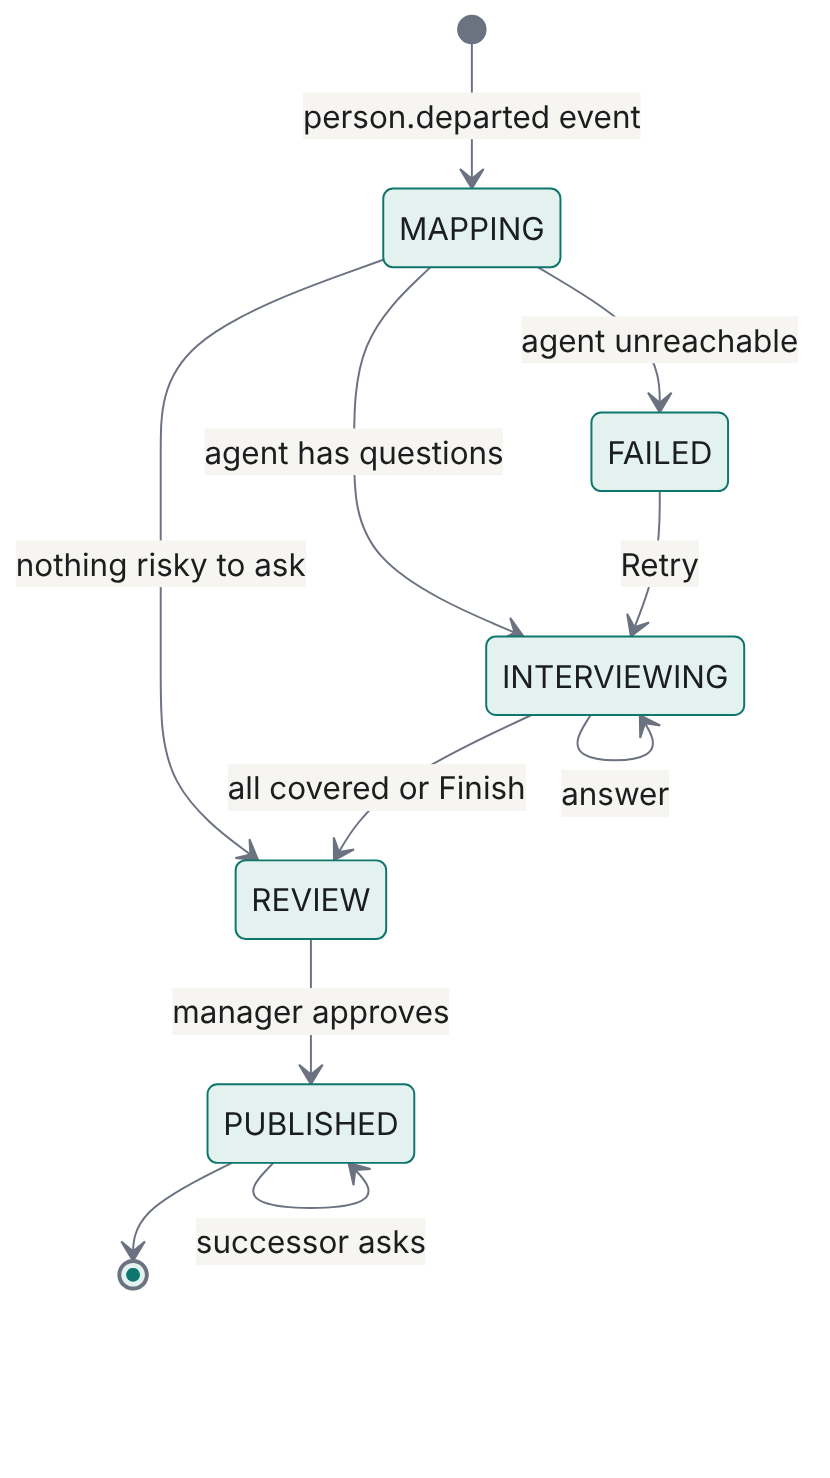 person.departed event
MAPPING
agent unreachable
agent has questions
FAILED
nothing risky to ask
Retry
INTERVIEWING
all covered or Finish
answer
REVIEW
manager approves
PUBLISHED
successor asks